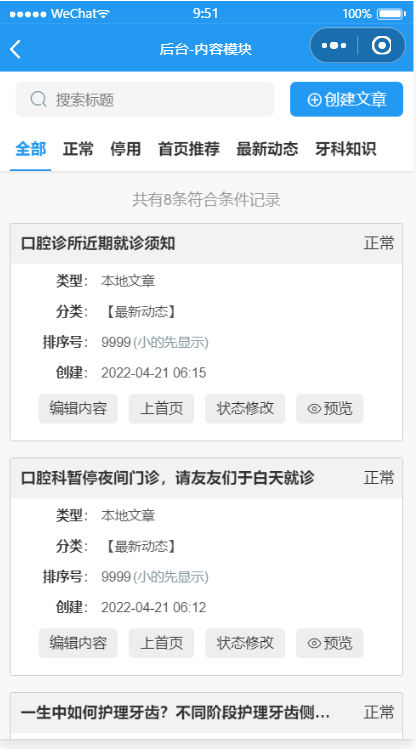 WeChat 9:51 100%
后台-内容模块
搜索标题 创建文章
全部 正常 停用 首页推荐 最新动态 牙科知识
共有8条符合条件记录
口腔诊所近期就诊须知 正常
类型： 本地文章
分类： 【最新动态】
排序号： 9999(小的先显示)
创建： 2022-04-21 06:15
编辑内容 上首页 状态修改 预览
口腔科暂停夜间门诊，请友友们于白天就诊 正常
类型： 本地文章
分类： 【最新动态】
排序号： 9999(小的先显示)
创建： 2022-04-21 06:12
编辑内容 上首页 状态修改 预览
一生中如何护理牙齿？不同阶段护理牙齿侧... 正常